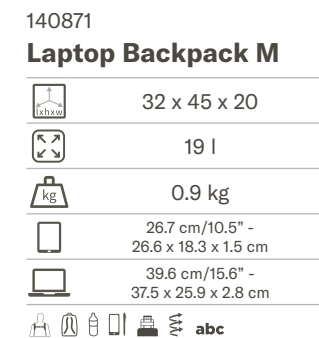 140871
Laptop Backpack M
lxhxw
32 x 45 x 20
19 l
kg
0.9 kg
26.7 cm/10.5” -
26.6 x 18.3 x 1.5 cm
39.6 cm/15.6” -
37.5 x 25.9 x 2.8 cm
abc